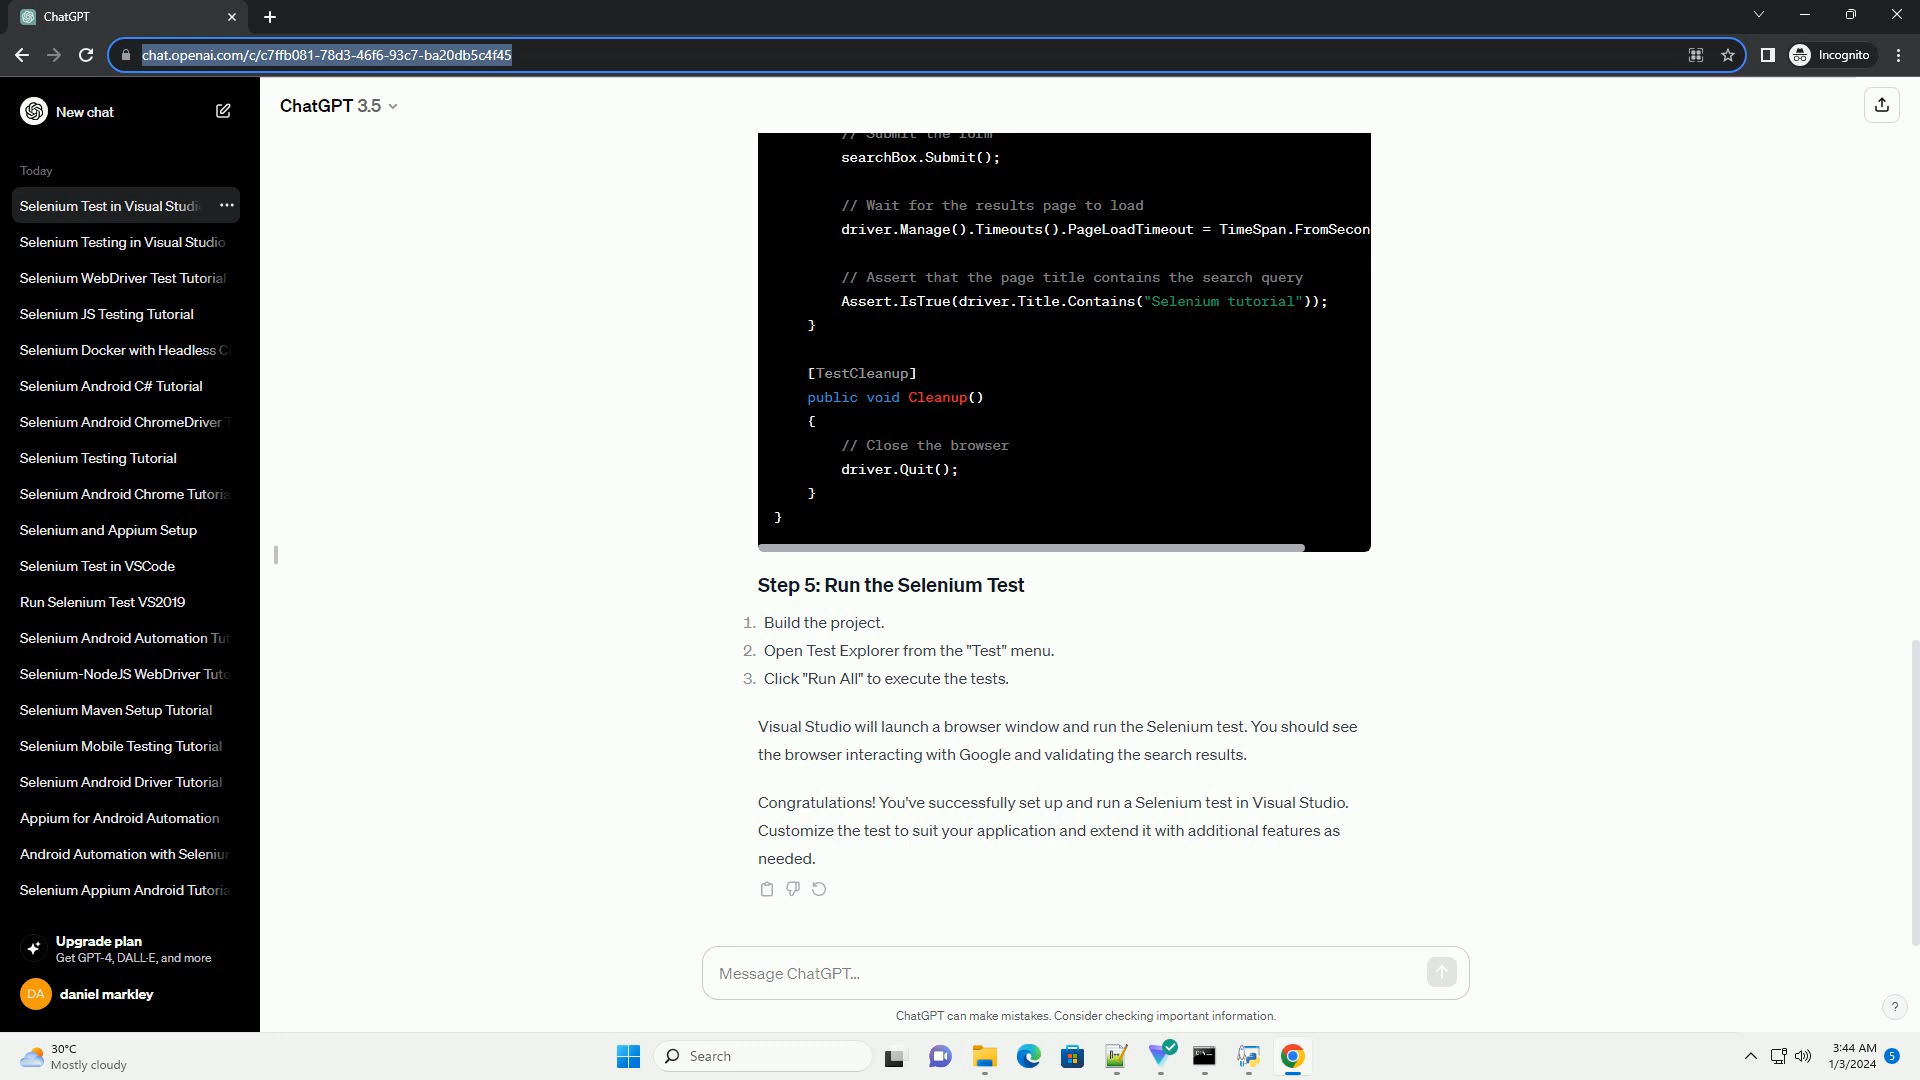 ChatGPT
chat.openai.com/c/c7ffb081-78d3-46f6-93c7-ba20db5c4f45
Incognito
New chat
Today
Selenium Test in Visual Studi
Selenium Testing in Visual Studio
Selenium WebDriver Test Tutorial
Selenium JS Testing Tutorial
Selenium Docker with Headless C
Selenium Android C# Tutorial
Selenium Android ChromeDriver T
Selenium Testing Tutorial
Selenium Android Chrome Tutoria
Selenium and Appium Setup
Selenium Test in VSCode
Run Selenium Test VS2019
Selenium Android Automation Tut
Selenium-NodeJS WebDriver Tuto
Selenium Maven Setup Tutorial
Selenium Mobile Testing Tutorial
Selenium Android Driver Tutorial
Appium for Android Automation
Android Automation with Seleniur
Selenium Appium Android Tutoria
Upgrade plan
Get GPT-4, DALL·E, and more
DA daniel markley
ChatGPT 3.5
// Submit the form
searchBox.Submit();
// Wait for the results page to load
driver.Manage().Timeouts().PageLoadTimeout = TimeSpan.FromSecon
// Assert that the page title contains the search query
Assert.IsTrue(driver.Title.Contains("Selenium tutorial"));
}
[TestCleanup]
public void Cleanup()
{
// Close the browser
driver.Quit();
}
}
Step 5: Run the Selenium Test
1. Build the project.
2. Open Test Explorer from the "Test" menu.
3. Click "Run All" to execute the tests.
Visual Studio will launch a browser window and run the Selenium test. You should see
the browser interacting with Google and validating the search results.
Congratulations! You've successfully set up and run a Selenium test in Visual Studio.
Customize the test to suit your application and extend it with additional features as
needed.
Message ChatGPT...
ChatGPT can make mistakes. Consider checking important information.
?
30°C
Mostly cloudy
Search
3:44 AM
1/3/2024
5